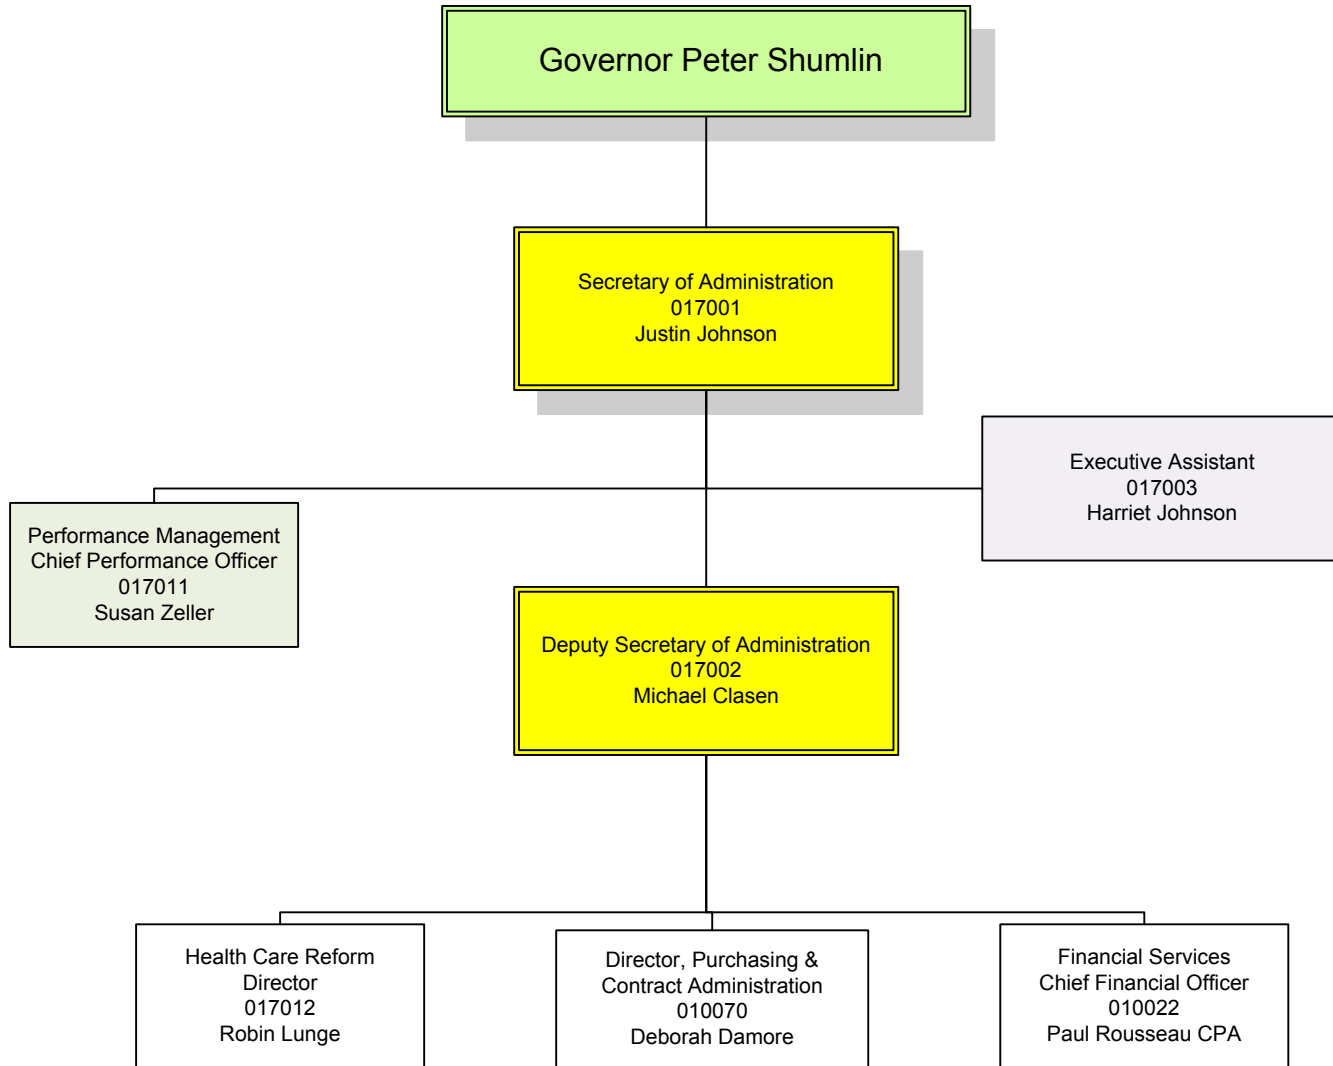 Governor Peter Shumlin
Secretary of Administration
017001
Justin Johnson
Executive Assistant
017003
Harriet Johnson
Performance Management
Chief Performance Officer
017011
Susan Zeller
Deputy Secretary of Administration
017002
Michael Clasen
Health Care Reform
Director
017012
Robin Lunge
Director, Purchasing &
Contract Administration
010070
Deborah Damore
Financial Services
Chief Financial Officer
010022
Paul Rousseau CPA